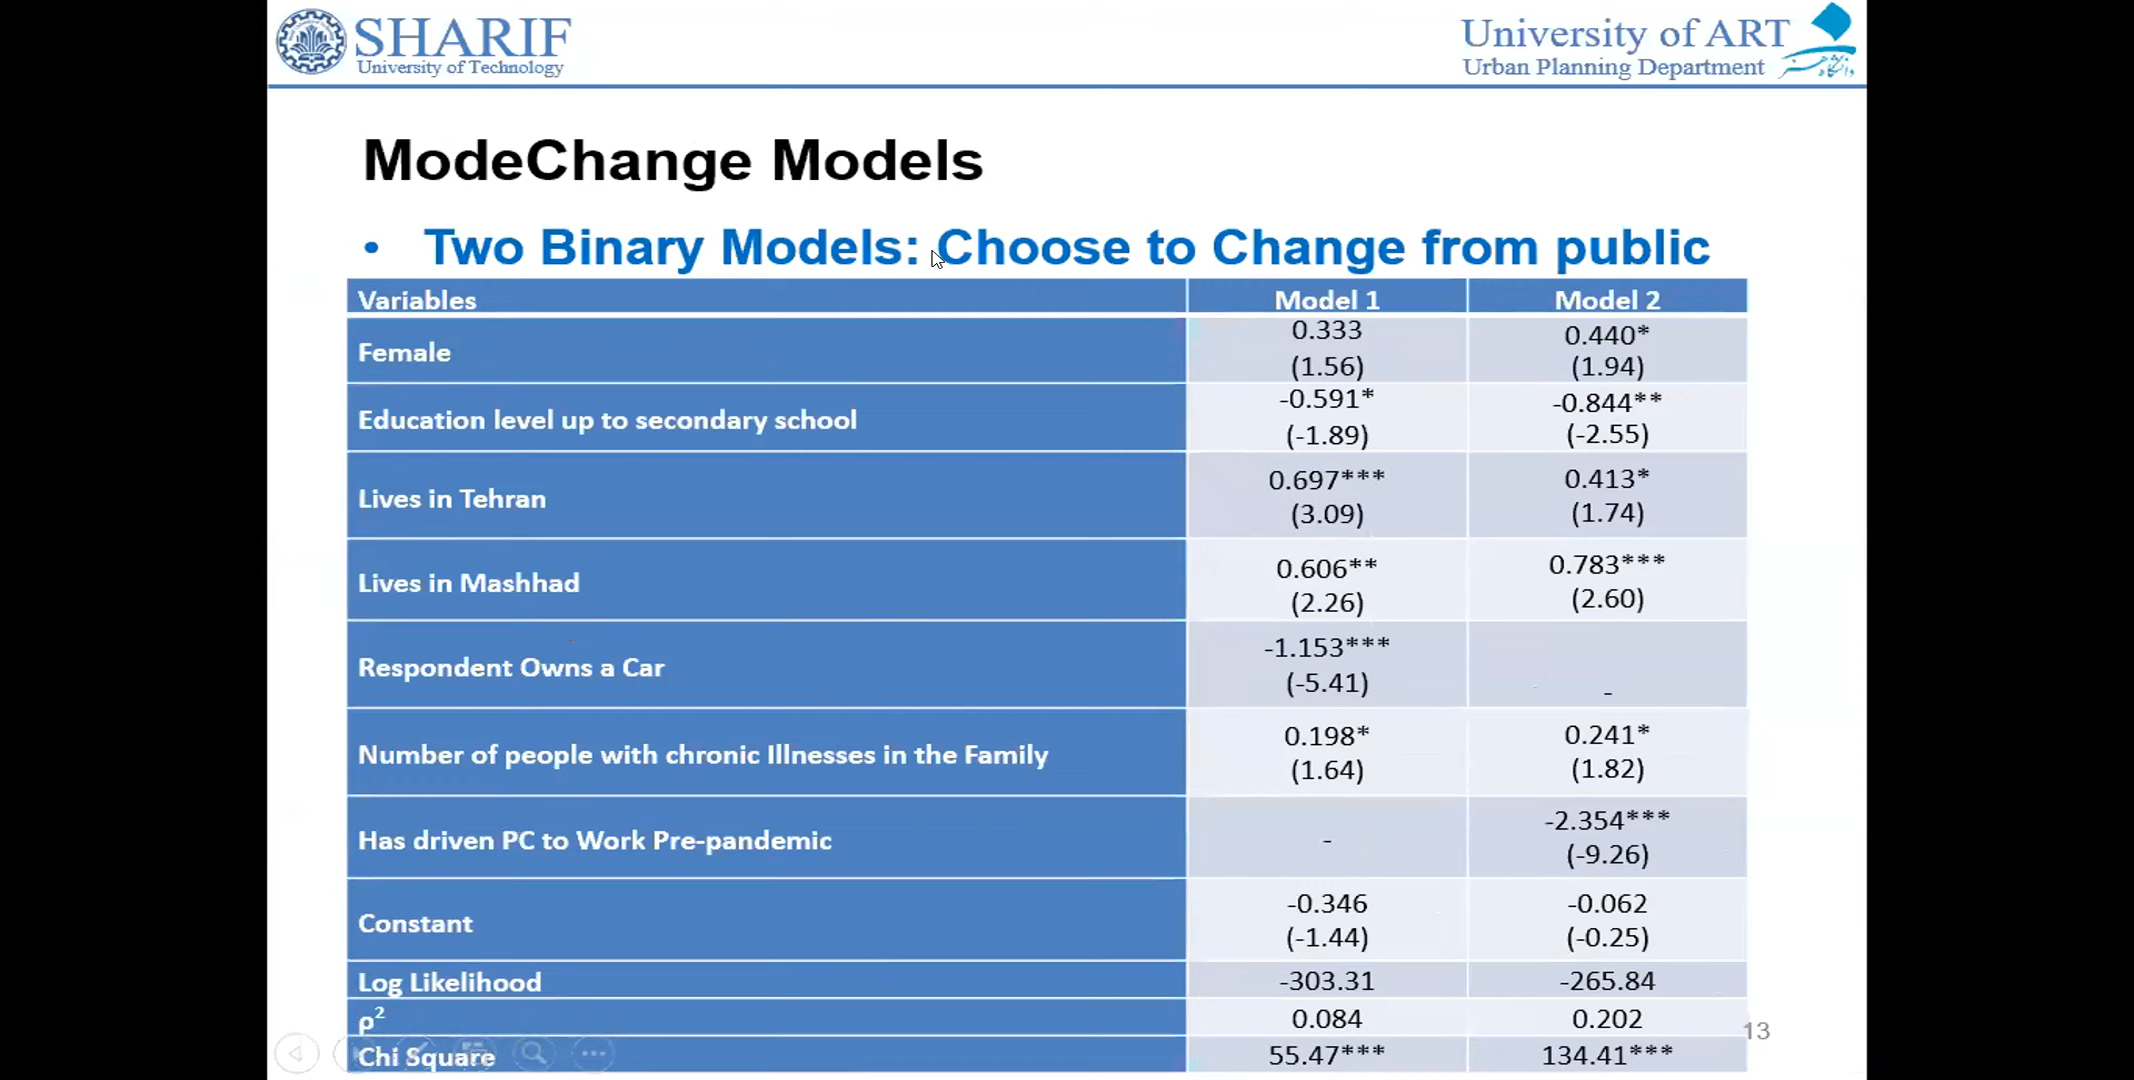 SHARIF
University of Technology
University of ART
Urban Planning Department
دانشگاه هنر
ModeChange Models
• Two Binary Models: Choose to Change from public
Variables Model 1 Model 2
Female 0.333 (1.56) 0.440* (1.94)
Education level up to secondary school -0.591* (-1.89) -0.844** (-2.55)
Lives in Tehran 0.697*** (3.09) 0.413* (1.74)
Lives in Mashhad 0.606** (2.26) 0.783*** (2.60)
Respondent Owns a Car -1.153*** (-5.41) -
Number of people with chronic Illnesses in the Family 0.198* (1.64) 0.241* (1.82)
Has driven PC to Work Pre-pandemic - -2.354*** (-9.26)
Constant -0.346 (-1.44) -0.062 (-0.25)
Log Likelihood -303.31 -265.84
ρ² 0.084 0.202
Chi Square 55.47*** 134.41***
13